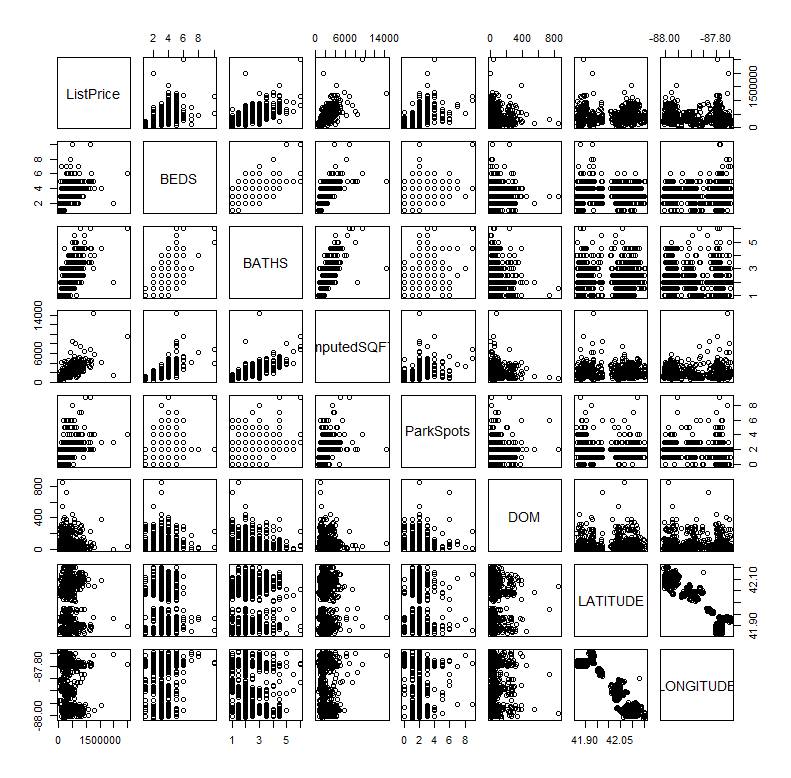 2 4 6 8
0 6000 14000
0 400 800
-88.00 -87.80
ListPrice
0 1500000
2 4 6 8
BEDS
BATHS
1 3 5
0 6000 14000
mputedSQFT
ParkSpots
0 2 4 6 8
0 400 800
DOM
LATITUDE
41.90 42.10
-88.00 -87.80
LONGITUDE
0 1500000
1 3 5
0 2 4 6 8
41.90 42.05